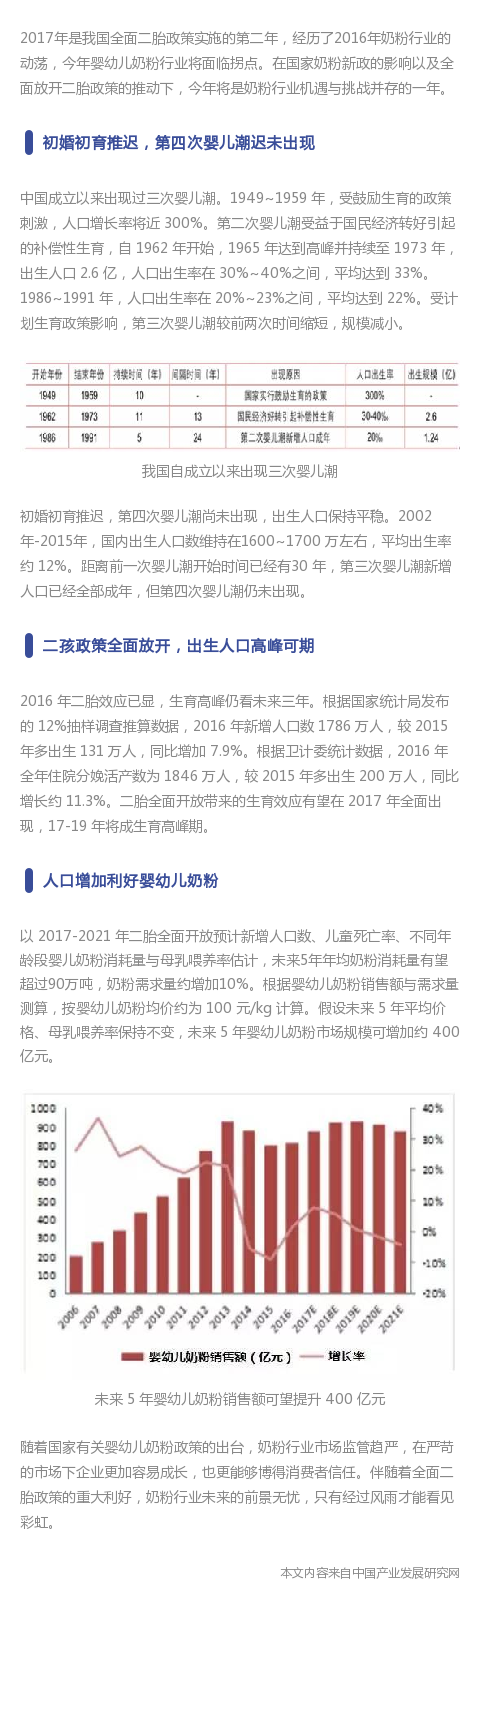 2017年是我国全面二胎政策实施的第二年，经历了2016年奶粉行业的
动荡，今年婴幼儿奶粉行业将面临拐点。在国家奶粉新政的影响以及全
面放开二胎政策的推动下，今年将是奶粉行业机遇与挑战并存的一年。
初婚初育推迟，第四次婴儿潮迟未出现
中国成立以来出现过三次婴儿潮。1949~1959 年，受鼓励生育的政策
刺激，人口增长率将近 300%。第二次婴儿潮受益于国民经济转好引起
的补偿性生育，自 1962 年开始，1965 年达到高峰并持续至 1973 年，
出生人口 2.6 亿，人口出生率在 30%~40%之间，平均达到 33%。
1986~1991 年，人口出生率在 20%~23%之间，平均达到 22%。受计
划生育政策影响，第三次婴儿潮较前两次时间缩短，规模减小。
开始年份 结束年份 持续时间（年） 间隔时间（年） 出现原因 人口出生率 出生规模（亿）
1949 1959 10 - 国家实行鼓励生育的政策 300% -
1962 1973 11 13 国民经济好转引起补偿性生育 30-40‰ 2.6
1986 1991 5 24 第二次婴儿潮新增人口成年 20‰ 1.24
我国自成立以来出现三次婴儿潮
初婚初育推迟，第四次婴儿潮尚未出现，出生人口保持平稳。2002
年-2015年，国内出生人口数维持在1600~1700 万左右，平均出生率
约 12%。距离前一次婴儿潮开始时间已经有30 年，第三次婴儿潮新增
人口已经全部成年，但第四次婴儿潮仍未出现。
二孩政策全面放开，出生人口高峰可期
2016 年二胎效应已显，生育高峰仍看未来三年。根据国家统计局发布
的 12%抽样调查推算数据，2016 年新增人口数 1786 万人，较 2015
年多出生 131 万人，同比增加 7.9%。根据卫计委统计数据，2016 年
全年住院分娩活产数为 1846 万人，较 2015 年多出生 200 万人，同比
增长约 11.3%。二胎全面开放带来的生育效应有望在 2017 年全面出
现，17-19 年将成生育高峰期。
人口增加利好婴幼儿奶粉
以 2017-2021 年二胎全面开放预计新增人口数、儿童死亡率、不同年
龄段婴儿奶粉消耗量与母乳喂养率估计，未来5年年均奶粉消耗量有望
超过90万吨，奶粉需求量约增加10%。根据婴幼儿奶粉销售额与需求量
测算，按婴幼儿奶粉均价约为 100 元/kg 计算。假设未来 5 年平均价
格、母乳喂养率保持不变，未来 5 年婴幼儿奶粉市场规模可增加约 400
亿元。
1000 40%
900
800 30%
700
600 20%
500 10%
400
300 0%
200
100 -10%
0 -20%
2006 2007 2008 2009 2010 2011 2012 2013 2014 2015 2016 2017E 2018E 2019E 2020E 2021E
婴幼儿奶粉销售额（亿元） 增长率
未来 5 年婴幼儿奶粉销售额可望提升 400 亿元
随着国家有关婴幼儿奶粉政策的出台，奶粉行业市场监管趋严，在严苛
的市场下企业更加容易成长，也更能够博得消费者信任。伴随着全面二
胎政策的重大利好，奶粉行业未来的前景无忧，只有经过风雨才能看见
彩虹。
本文内容来自中国产业发展研究网